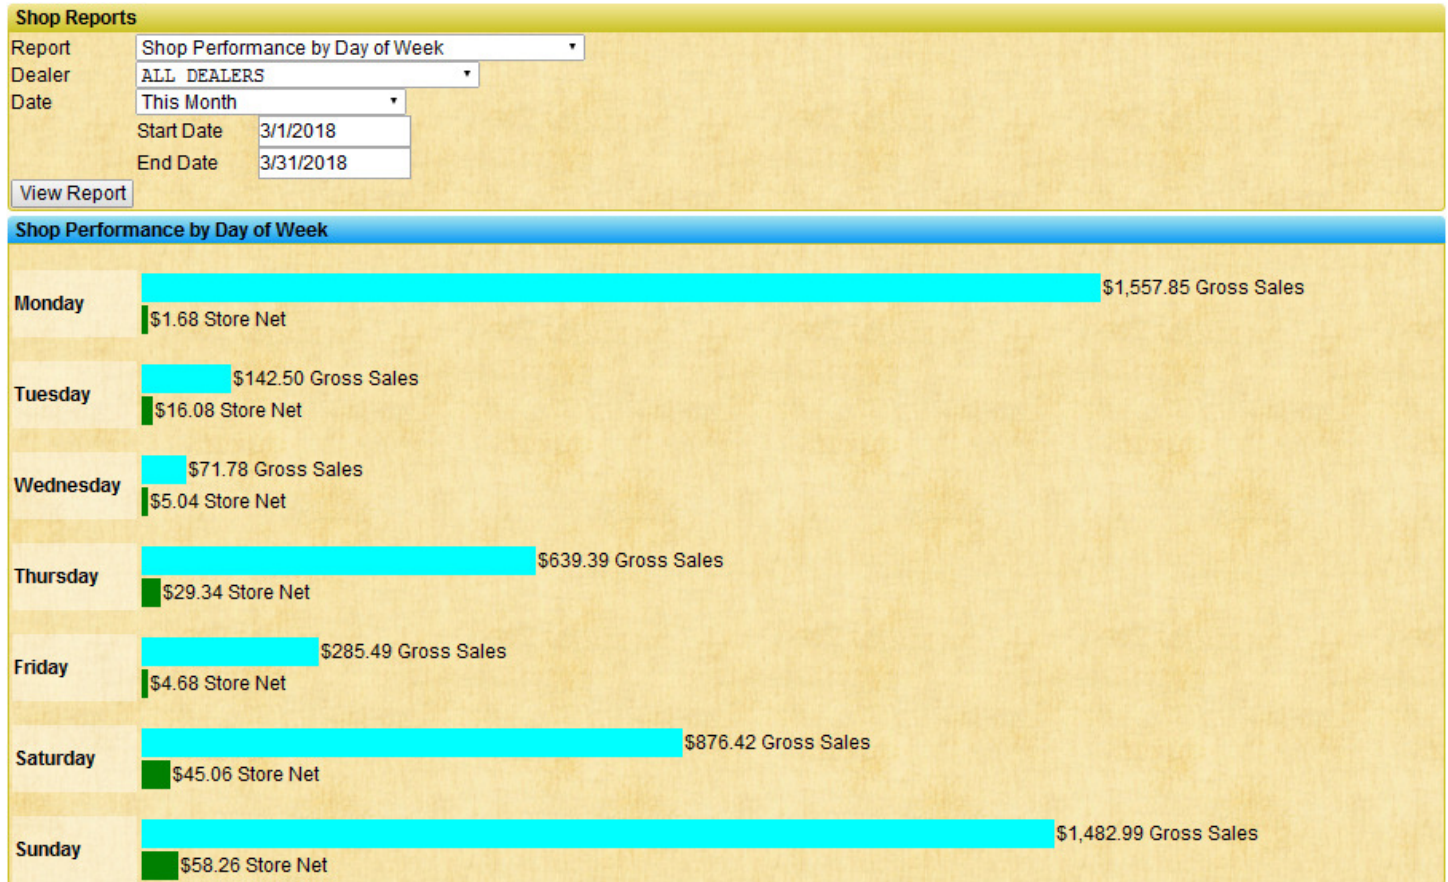 Shop Reports
Report Shop Performance by Day of Week
Dealer ALL DEALERS
Date This Month
Start Date 3/1/2018
End Date 3/31/2018
View Report
Shop Performance by Day of Week
Monday
$1,557.85 Gross Sales
$1.68 Store Net
Tuesday
$142.50 Gross Sales
$16.08 Store Net
Wednesday
$71.78 Gross Sales
$5.04 Store Net
Thursday
$639.39 Gross Sales
$29.34 Store Net
Friday
$285.49 Gross Sales
$4.68 Store Net
Saturday
$876.42 Gross Sales
$45.06 Store Net
Sunday
$1,482.99 Gross Sales
$58.26 Store Net